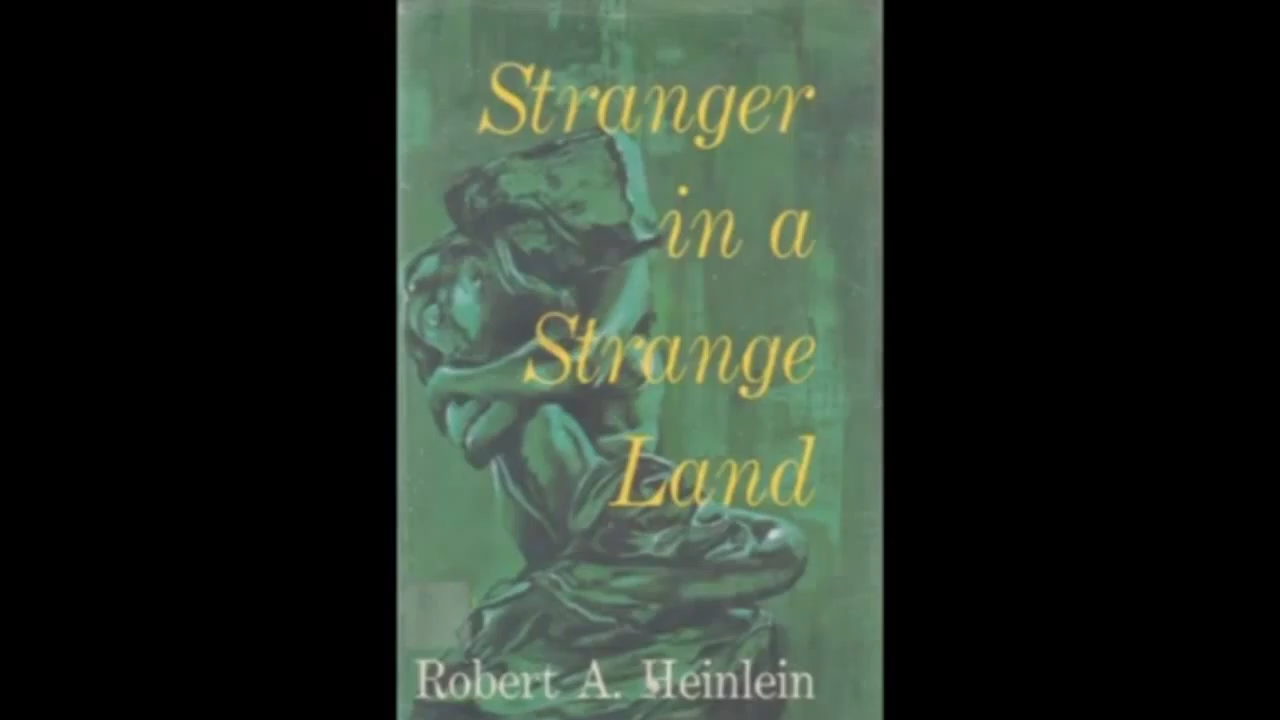 Stranger
in a
Strange
Land
Robert A. Heinlein